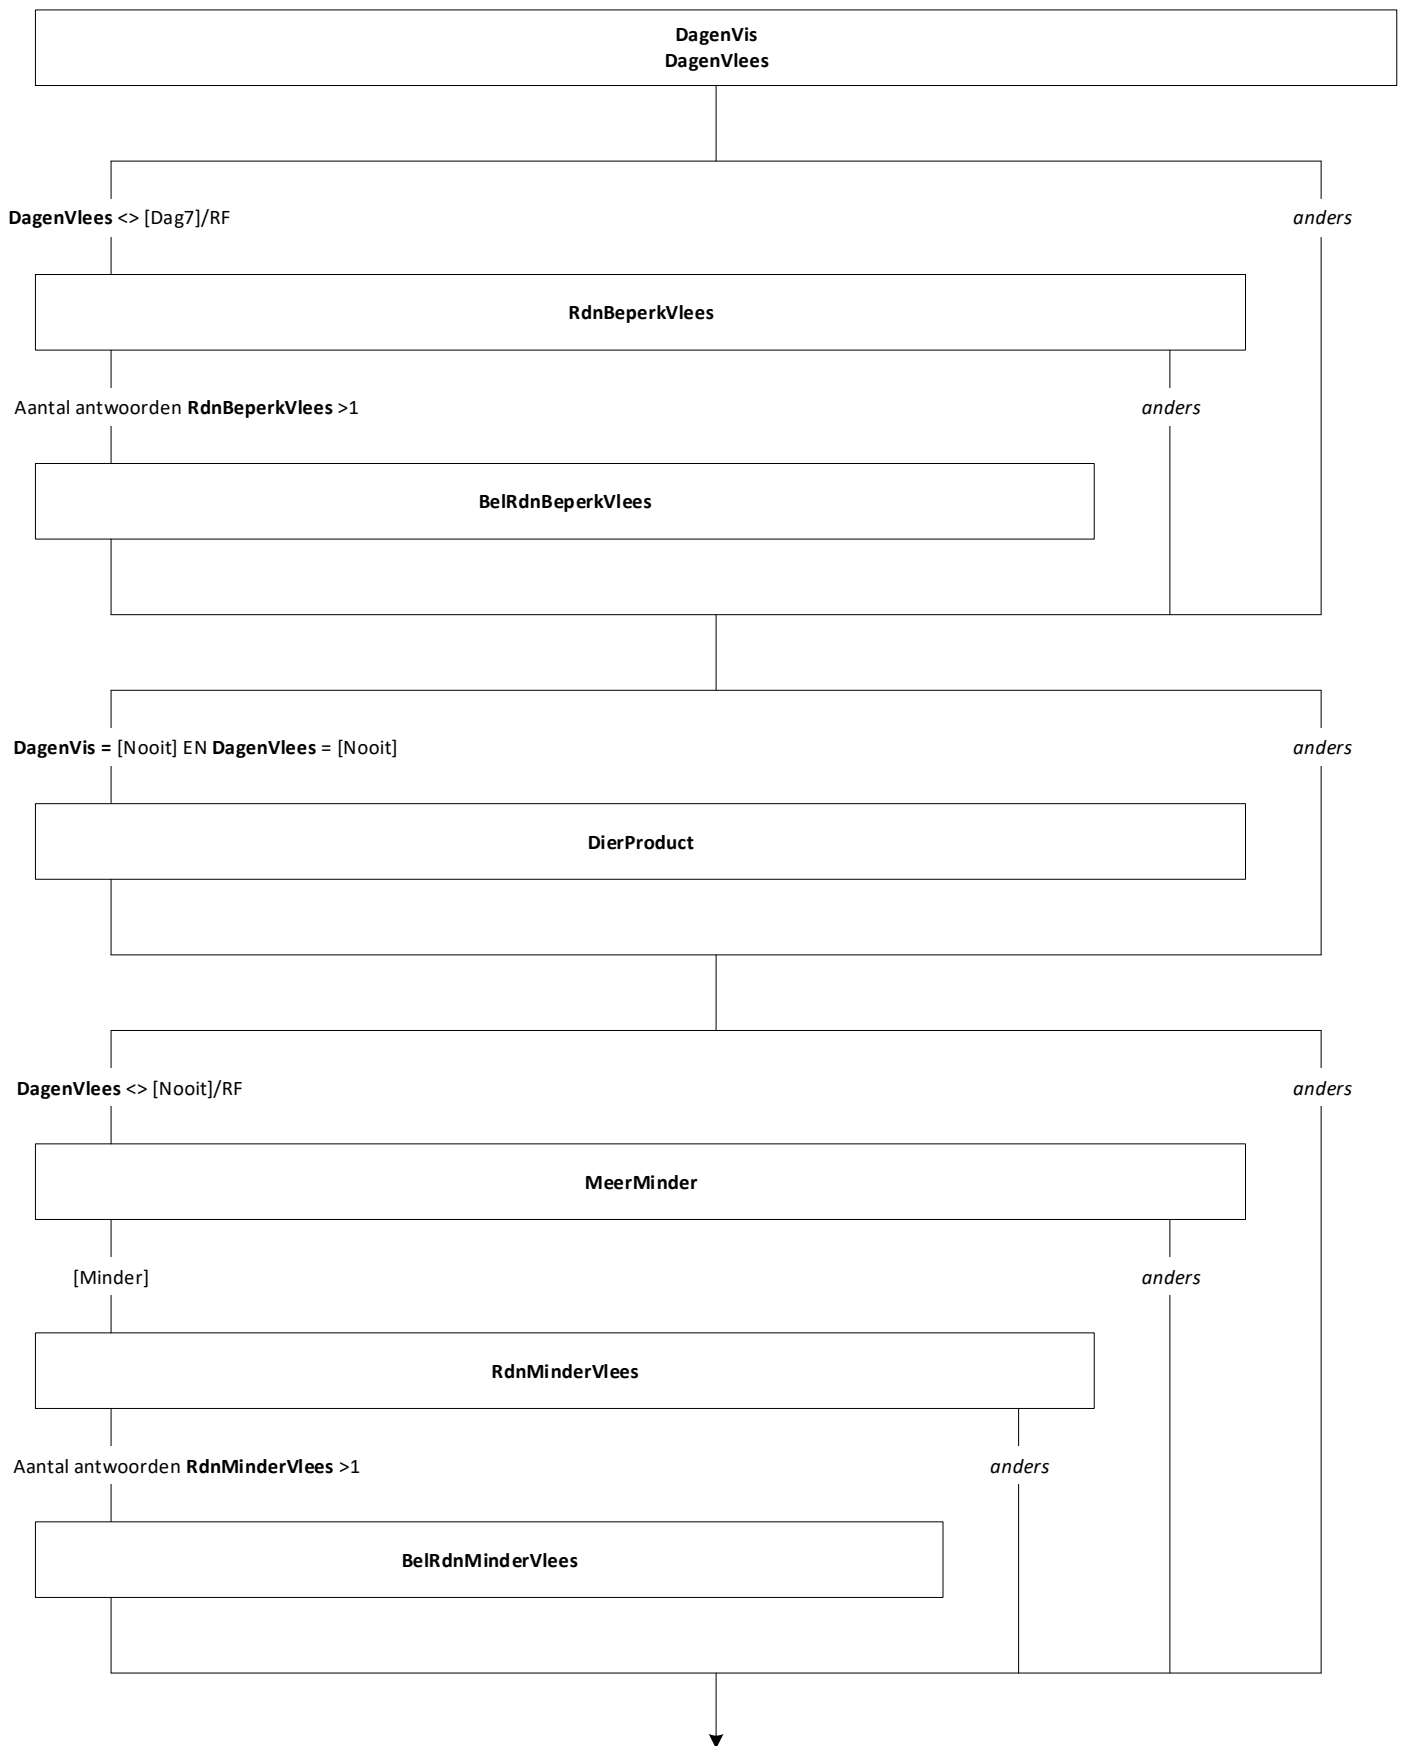 DagenVis
DagenVlees
DagenVlees <> [Dag7]/RF
anders
RdnBeperkVlees
Aantal antwoorden RdnBeperkVlees >1
anders
BelRdnBeperkVlees
DagenVis = [Nooit] EN DagenVlees = [Nooit]
anders
DierProduct
DagenVlees <> [Nooit]/RF
anders
MeerMinder
[Minder]
anders
RdnMinderVlees
Aantal antwoorden RdnMinderVlees >1
anders
BelRdnMinderVlees